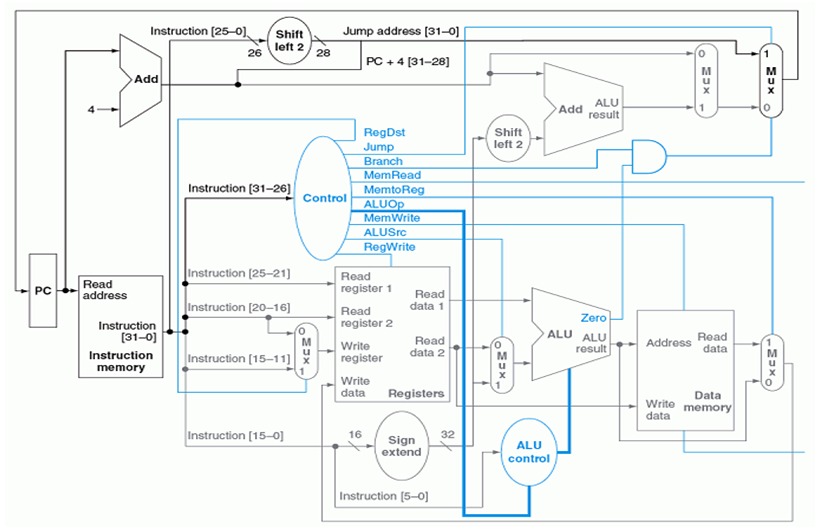 Instruction [25–0]
26
Shift
left 2
28
Jump address [31–0]
PC + 4 [31–28]
Add
4
0
M
u
x
1
1
M
u
x
0
Add
ALU
result
Shift
left 2
RegDst
Jump
Branch
MemRead
MemtoReg
ALUOp
MemWrite
ALUSrc
RegWrite
Control
Instruction [31–26]
PC
Read
address
Instruction
[31–0]
Instruction
memory
Instruction [25–21]
Instruction [20–16]
Instruction [15–11]
0
M
u
x
1
Read
register 1
Read
register 2
Write
register
Write
data
Read
data 1
Read
data 2
Registers
0
M
u
x
1
Zero
ALU
ALU
result
Address
Write
data
Read
data
Data
memory
1
M
u
x
0
Instruction [15–0]
16
Sign
extend
32
ALU
control
Instruction [5–0]